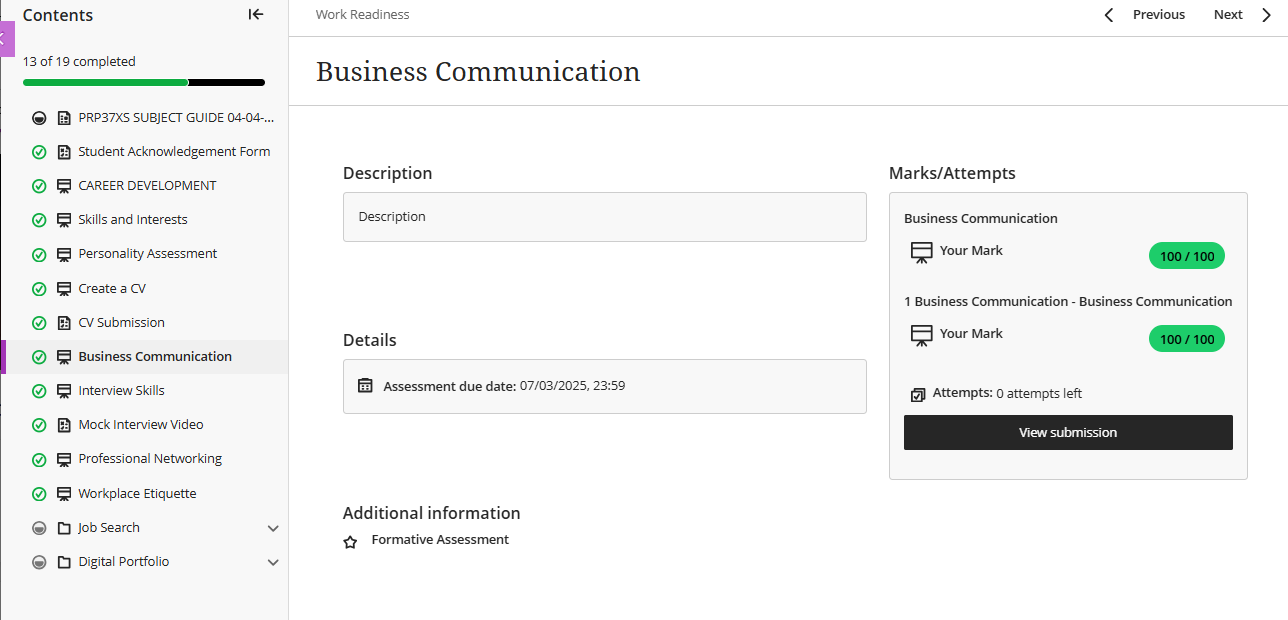 Contents
13 of 19 completed
PRP37XS SUBJECT GUIDE 04-04-...
Student Acknowledgement Form
CAREER DEVELOPMENT
Skills and Interests
Personality Assessment
Create a CV
CV Submission
Business Communication
Interview Skills
Mock Interview Video
Professional Networking
Workplace Etiquette
Job Search
Digital Portfolio
Work Readiness
Previous
Next
Business Communication
Description
Description
Details
Assessment due date: 07/03/2025, 23:59
Additional information
Formative Assessment
Marks/Attempts
Business Communication
Your Mark
100 / 100
1 Business Communication - Business Communication
Your Mark
100 / 100
Attempts: 0 attempts left
View submission